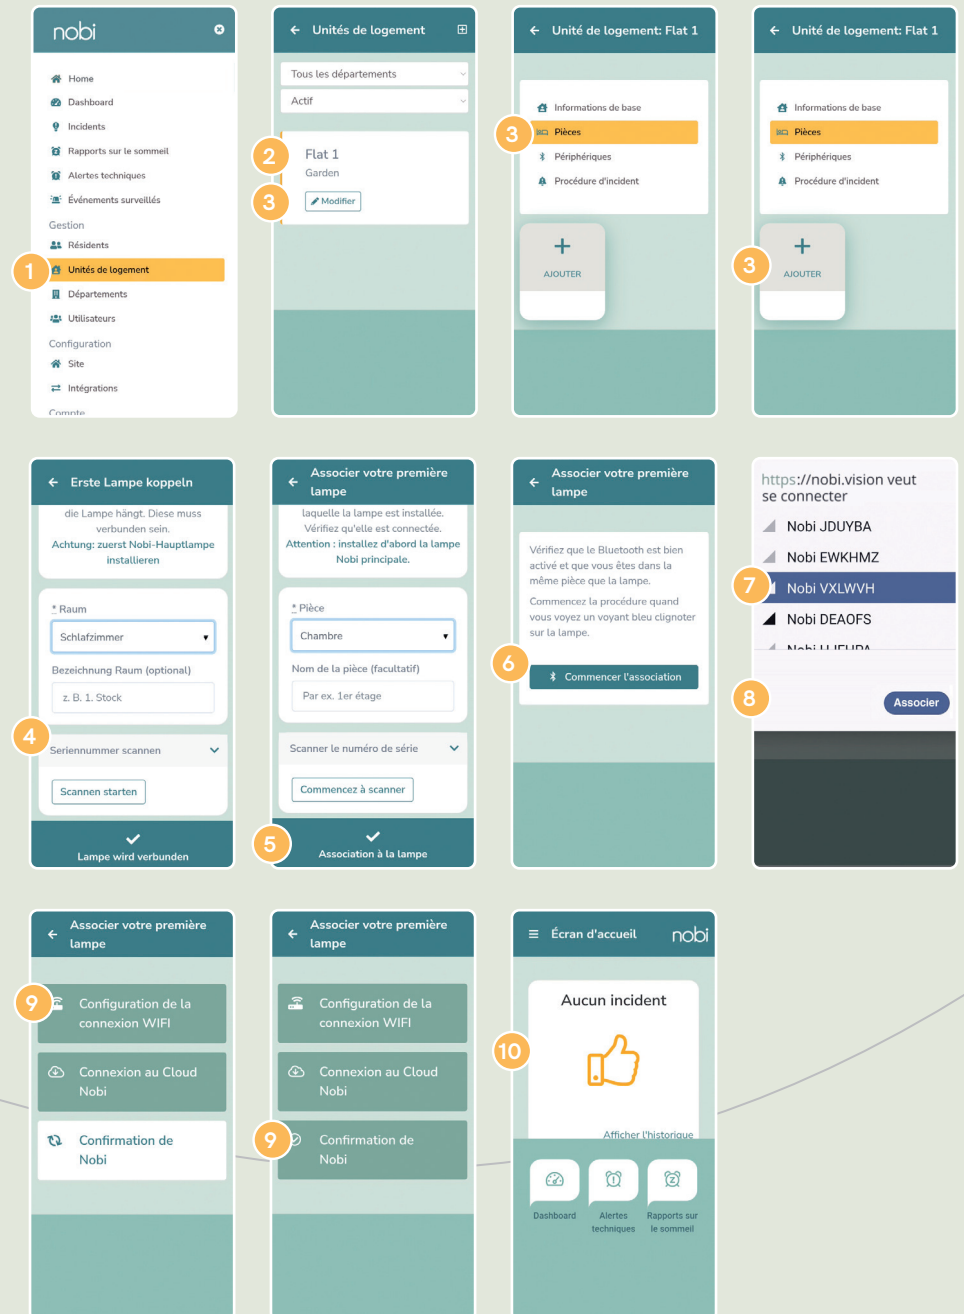 nobi
Home
Dashboard
Incidents
Rapports sur le sommeil
Alertes techniques
Événements surveillés
Gestion
Résidents
1
Unités de logement
Départements
Utilisateurs
Configuration
Site
Intégrations
Compte
Unités de logement
Tous les départements
Actif
2
Flat 1
Garden
3
Modifier
Unité de logement: Flat 1
Informations de base
3
Pièces
Périphériques
Procédure d'incident
AJOUTER
Unité de logement: Flat 1
Informations de base
Pièces
Périphériques
Procédure d'incident
3
AJOUTER
Erste Lampe koppeln
die Lampe hängt. Diese muss
verbunden sein.
Achtung: zuerst Nobi-Hauptlampe
installieren
* Raum
Schlafzimmer
Bezeichnung Raum (optional)
z. B. 1. Stock
4
Seriennummer scannen
Scannen starten
Lampe wird verbunden
Associer votre première
lampe
laquelle la lampe est installée.
Vérifiez qu'elle est connectée.
Attention : installez d'abord la lampe
Nobi principale.
* Pièce
Chambre
Nom de la pièce (facultatif)
Par ex. 1er étage
Scanner le numéro de série
Commencez à scanner
5
Association à la lampe
Associer votre première
lampe
Vérifiez que le Bluetooth est bien
activé et que vous êtes dans la
même pièce que la lampe.
Commencez la procédure quand
vous voyez un voyant bleu clignoter
sur la lampe.
6
Commencer l'association
https://nobi.vision veut
se connecter
Nobi JDUYBA
Nobi EWKHMZ
7
Nobi VXLWVH
Nobi DEAOFS
8
Associer
Associer votre première
lampe
9
Configuration de la
connexion WIFI
Connexion au Cloud
Nobi
Confirmation de
Nobi
Associer votre première
lampe
Configuration de la
connexion WIFI
Connexion au Cloud
Nobi
9
Confirmation de
Nobi
Écran d'accueil
nobi
Aucun incident
10
Afficher l'historique
Dashboard
Alertes
techniques
Rapports sur
le sommeil